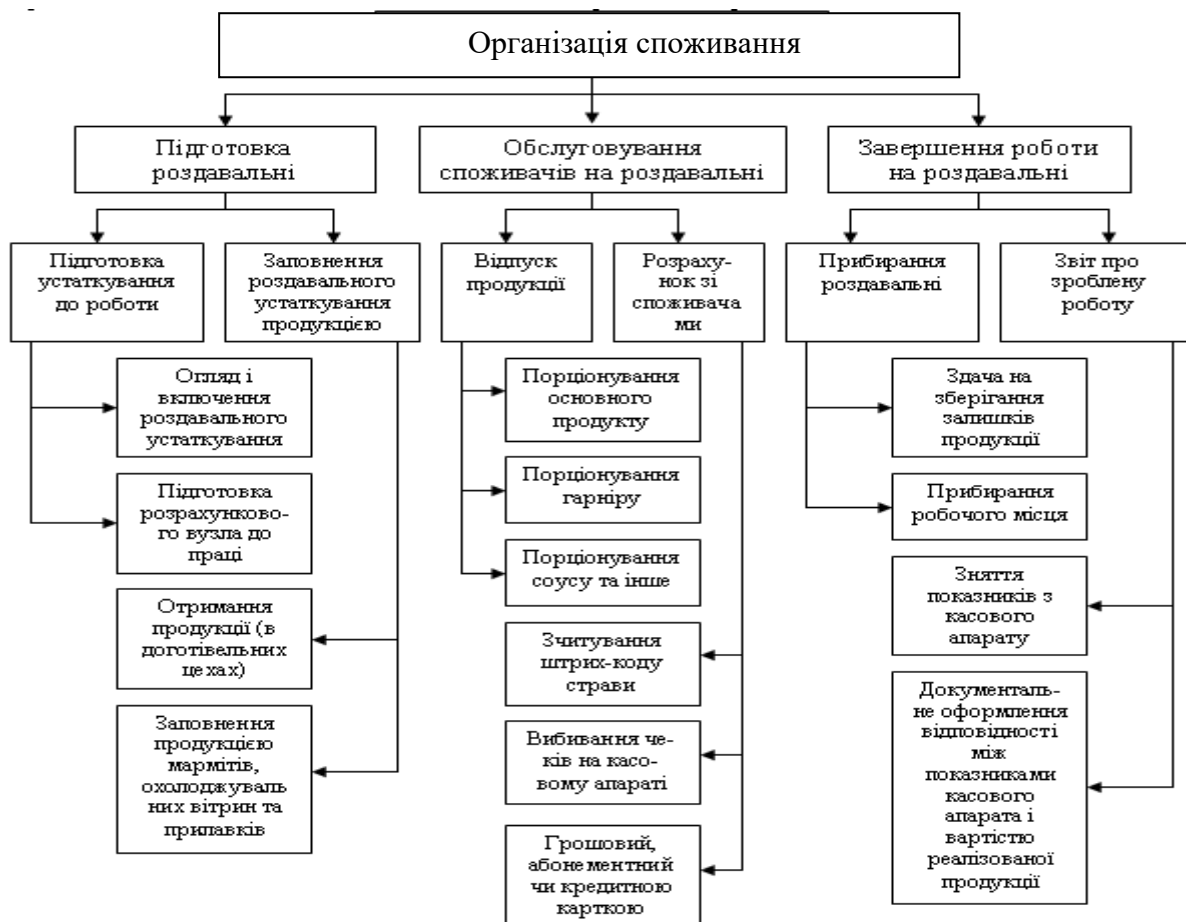 Організація споживання
Підготовка
роздавальні
Обслуговування
споживачів на роздавальні
Завершення роботи
на роздавальні
Підготовка
устаткування
до роботи
Заповнення
роздавального
устаткування
продукцією
Відпуск
продукції
Розраху-
нок зі
споживача
ми
Прибирання
роздавальні
Звіт про
зроблену
роботу
Огляд і
включення
роздавального
устаткування
Підготовка
розрахунково-
го вузла до
праці
Отримання
продукції (в
доготівельних
цехах)
Заповнення
продукцією
мармітів,
охолоджуваль
них вітрин та
прилавків
Порціонування
основного
продукту
Порціонування
гарніру
Порціонування
соусу та інше
Зчитування
штрих-коду
страви
Вибивання че-
ків на касо-
вому апараті
Грошовий,
абонементний
чи кредитною
карткою
Здача на
зберігання
залишків
продукції
Прибирання
робочого місця
Зняття
показників з
касового
апарату
Документаль-
не оформлення
відповідності
між
показниками
касового
апарата і
вартістю
реалізованої
продукції